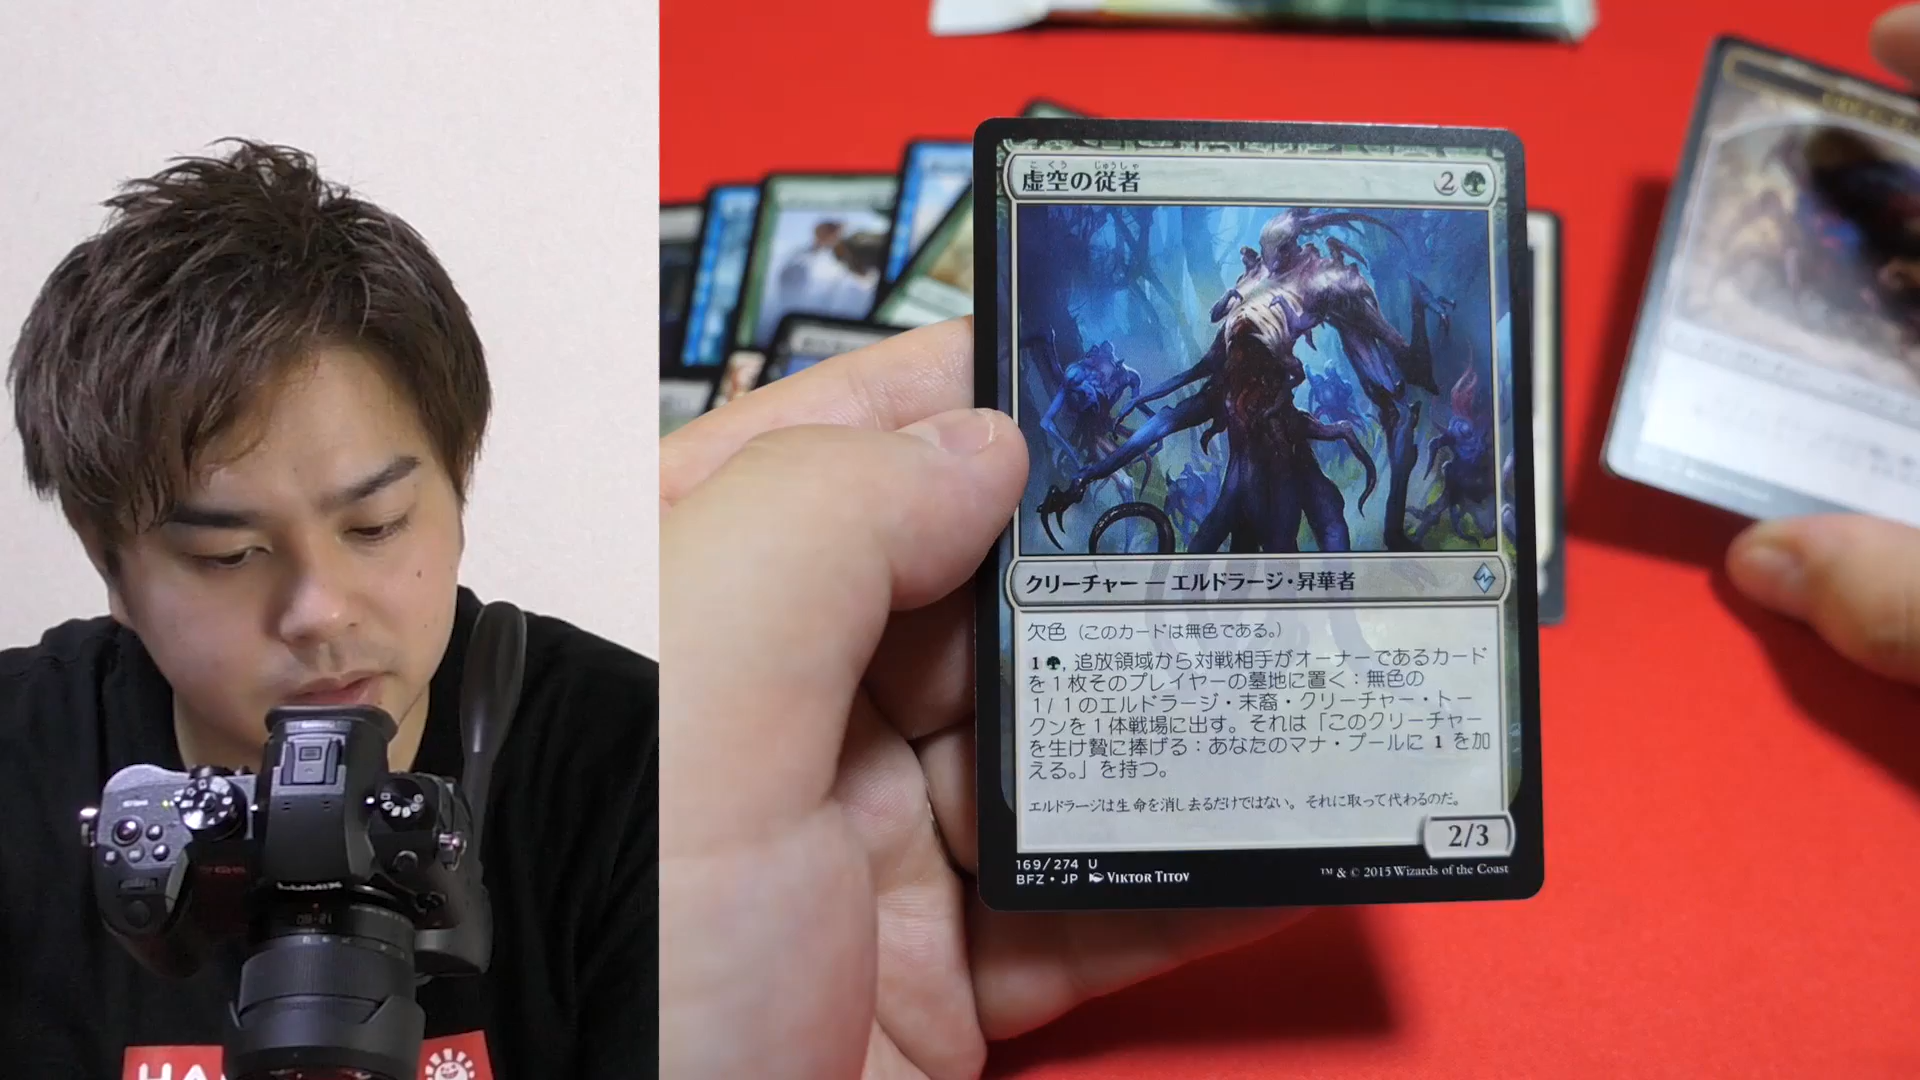 こくう じゅうしゃ
虚空の従者 2
クリーチャー — エルドラージ・昇華者
欠色（このカードは無色である。）
1, 追放領域から対戦相手がオーナーであるカード
を1枚そのプレイヤーの墓地に置く：無色の
1/1のエルドラージ・末裔・クリーチャー・トー
クンを1体戦場に出す。それは「このクリーチャー
を生け贄に捧げる：あなたのマナ・プールに 1 を加
える。」を持つ。
エルドラージは生命を消し去るだけではない。それに取って代わるのだ。
2/3
169/274 U
BFZ • JP VIKTOR TITOV
™ & © 2015 Wizards of the Coast
LUMIX
HA